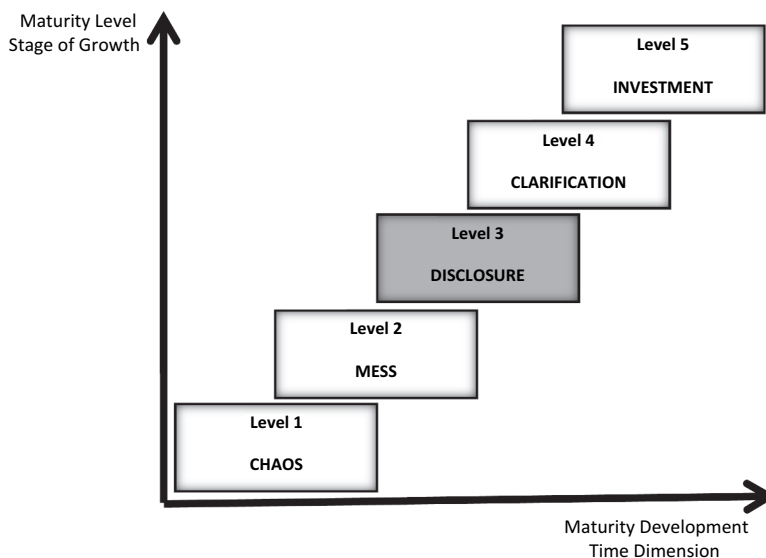 Maturity Level
Stage of Growth
Level 5
INVESTMENT
Level 4
CLARIFICATION
Level 3
DISCLOSURE
Level 2
MESS
Level 1
CHAOS
Maturity Development
Time Dimension